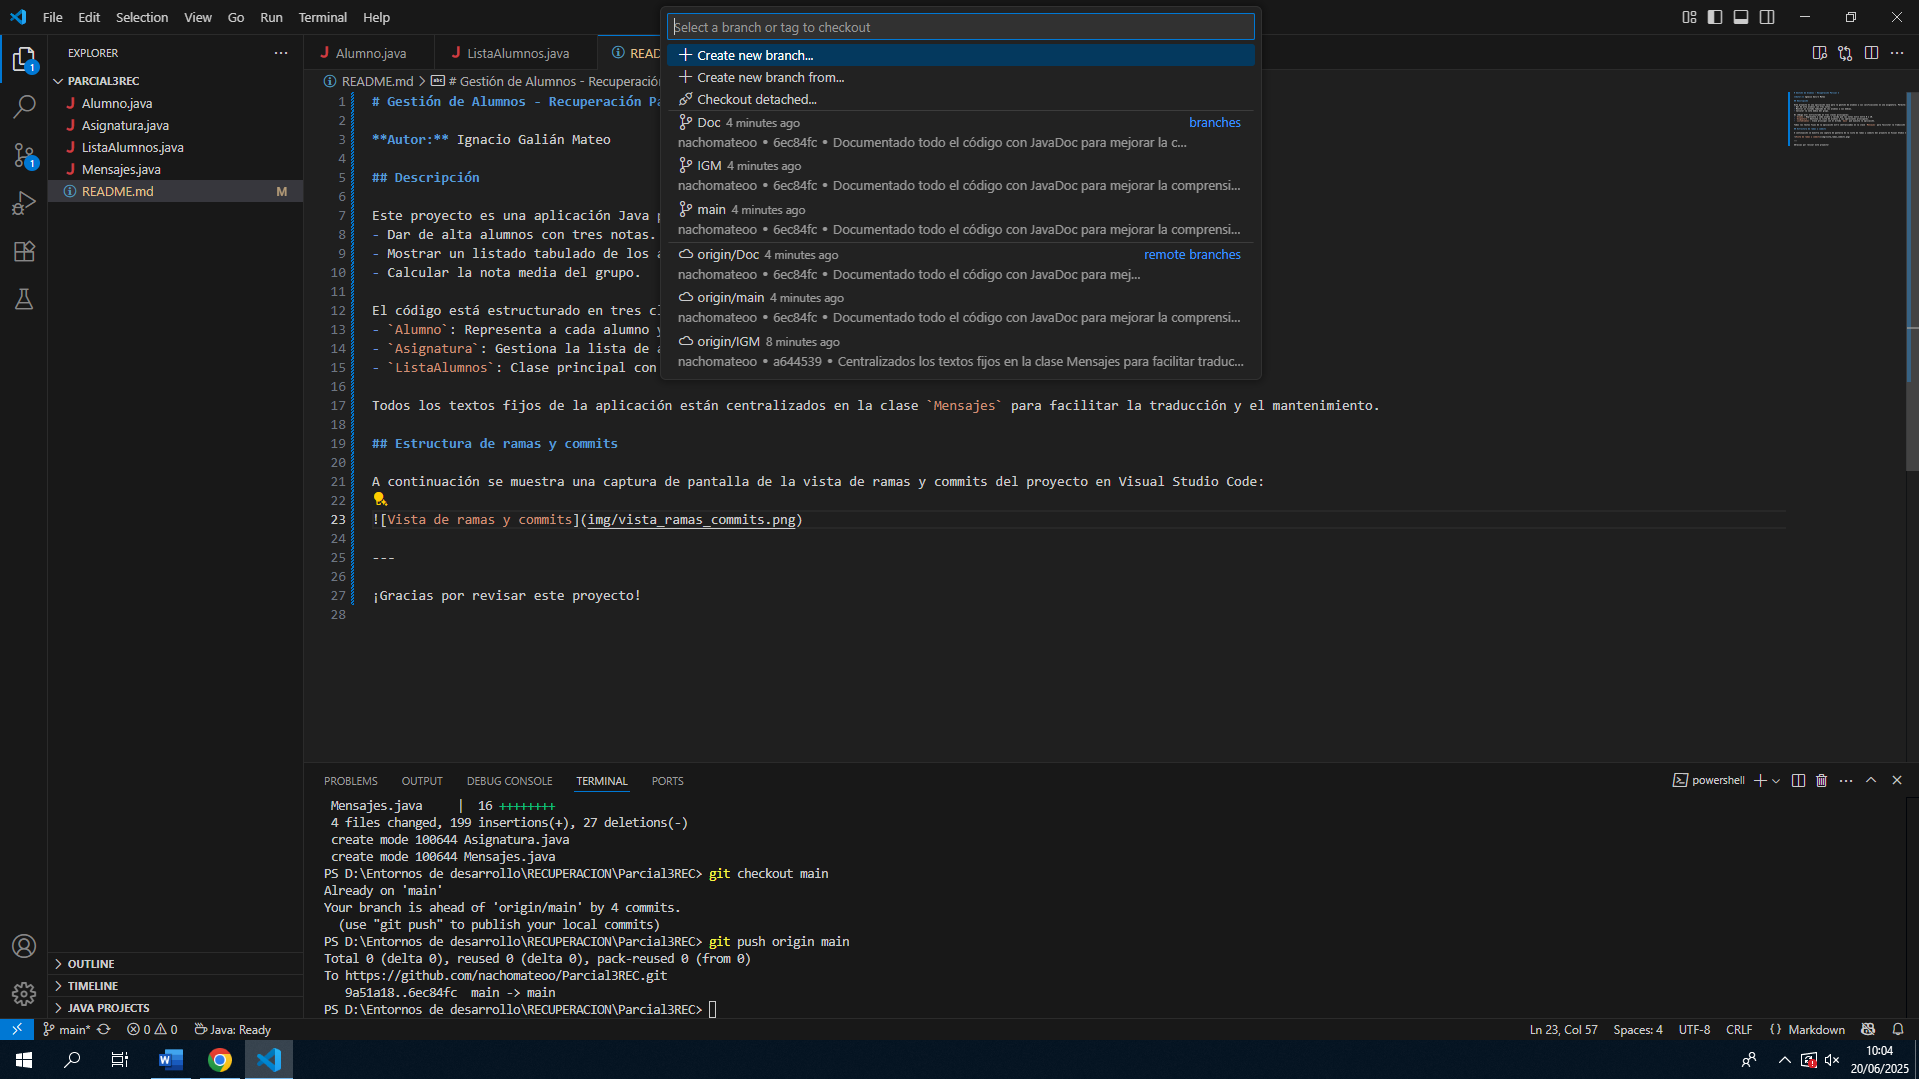 File Edit Selection View Go Run Terminal Help
Select a branch or tag to checkout
Create new branch...
Create new branch from...
Checkout detached...
Doc 4 minutes ago branches
nachomateoo • 6ec84fc • Documentado todo el código con JavaDoc para mejorar la c...
IGM 4 minutes ago
nachomateoo • 6ec84fc • Documentado todo el código con JavaDoc para mejorar la comprensi...
main 4 minutes ago
nachomateoo • 6ec84fc • Documentado todo el código con JavaDoc para mejorar la comprensi...
origin/Doc 4 minutes ago remote branches
nachomateoo • 6ec84fc • Documentado todo el código con JavaDoc para mej...
origin/main 4 minutes ago
nachomateoo • 6ec84fc • Documentado todo el código con JavaDoc para mejorar la comprensi...
origin/IGM 8 minutes ago
nachomateoo • a644539 • Centralizados los textos fijos en la clase Mensajes para facilitar traduc...
EXPLORER
PARCIAL3REC
J Alumno.java
J Asignatura.java
J ListaAlumnos.java
J Mensajes.java
README.md M
1
1
OUTLINE
TIMELINE
JAVA PROJECTS
J Alumno.java
J ListaAlumnos.java
READ
README.md > # Gestión de Alumnos - Recuperación
1 # Gestión de Alumnos - Recuperación Pa
2
3 **Autor:** Ignacio Galián Mateo
4
5 ## Descripción
6
7 Este proyecto es una aplicación Java p
8 - Dar de alta alumnos con tres notas.
9 - Mostrar un listado tabulado de los a
10 - Calcular la nota media del grupo.
11
12 El código está estructurado en tres cl
13 - `Alumno`: Representa a cada alumno y
14 - `Asignatura`: Gestiona la lista de a
15 - `ListaAlumnos`: Clase principal con
16
17 Todos los textos fijos de la aplicación están centralizados en la clase `Mensajes` para facilitar la traducción y el mantenimiento.
18
19 ## Estructura de ramas y commits
20
21 A continuación se muestra una captura de pantalla de la vista de ramas y commits del proyecto en Visual Studio Code:
22
23 ![Vista de ramas y commits](img/vista_ramas_commits.png)
24
25 ---
26
27 ¡Gracias por revisar este proyecto!
28
PROBLEMS OUTPUT DEBUG CONSOLE TERMINAL PORTS
powershell
Mensajes.java | 16 ++++++++
4 files changed, 199 insertions(+), 27 deletions(-)
create mode 100644 Asignatura.java
create mode 100644 Mensajes.java
PS D:\Entornos de desarrollo\RECUPERACION\Parcial3REC> git checkout main
Already on 'main'
Your branch is ahead of 'origin/main' by 4 commits.
(use "git push" to publish your local commits)
PS D:\Entornos de desarrollo\RECUPERACION\Parcial3REC> git push origin main
Total 0 (delta 0), reused 0 (delta 0), pack-reused 0 (from 0)
To https://github.com/nachomateoo/Parcial3REC.git
9a51a18..6ec84fc main -> main
PS D:\Entornos de desarrollo\RECUPERACION\Parcial3REC>
main* 0 0 Java: Ready
Ln 23, Col 57 Spaces: 4 UTF-8 CRLF {} Markdown
10:04
20/06/2025